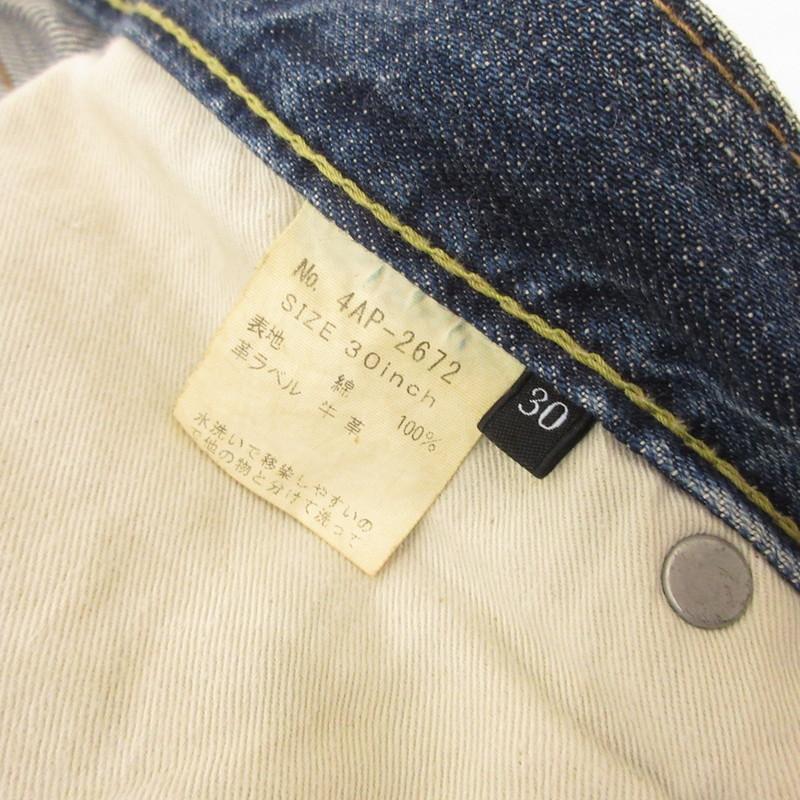 No. 4AP-2672
SIZE 30inch
表地 綿 100%
革ラベル 牛革
水洗いで移染しやすいの
で他の物と分けて洗って
30